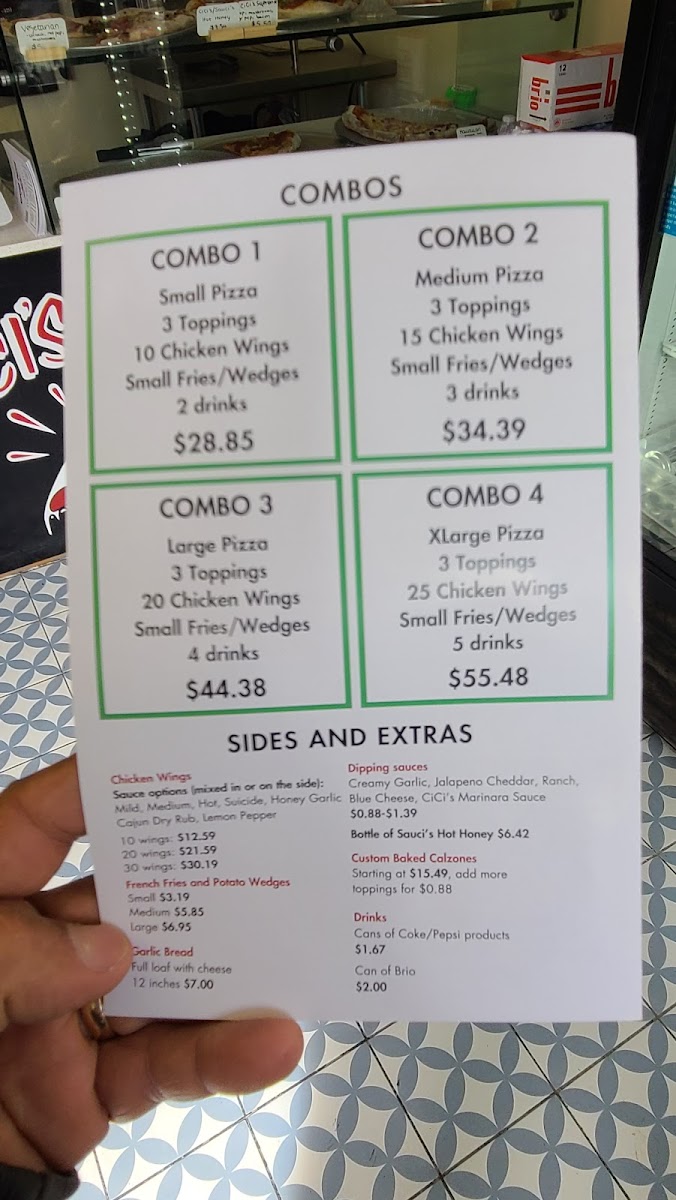 Vegetarian
CiCi's Supreme
$5.65
12
brio
COMBOS
COMBO 1
Small Pizza
3 Toppings
10 Chicken Wings
Small Fries/Wedges
2 drinks
$28.85
COMBO 2
Medium Pizza
3 Toppings
15 Chicken Wings
Small Fries/Wedges
3 drinks
$34.39
COMBO 3
Large Pizza
3 Toppings
20 Chicken Wings
Small Fries/Wedges
4 drinks
$44.38
COMBO 4
XLarge Pizza
3 Toppings
25 Chicken Wings
Small Fries/Wedges
5 drinks
$55.48
SIDES AND EXTRAS
Chicken Wings
Sauce options (mixed in or on the side):
Mild, Medium, Hot, Suicide, Honey Garlic
Cajun Dry Rub, Lemon Pepper
10 wings: $12.59
20 wings: $21.59
30 wings: $30.19
French Fries and Potato Wedges
Small $3.19
Medium $5.85
Large $6.95
Garlic Bread
Full loaf with cheese
12 inches $7.00
Dipping sauces
Creamy Garlic, Jalapeno Cheddar, Ranch,
Blue Cheese, CiCi's Marinara Sauce
$0.88-$1.39
Bottle of Sauci's Hot Honey $6.42
Custom Baked Calzones
Starting at $15.49, add more
toppings for $0.88
Drinks
Cans of Coke/Pepsi products
$1.67
Can of Brio
$2.00